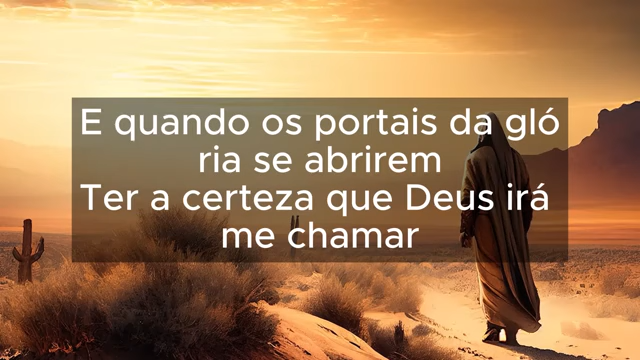 E quando os portais da gló
ria se abrirem
Ter a certeza que Deus irá
me chamar